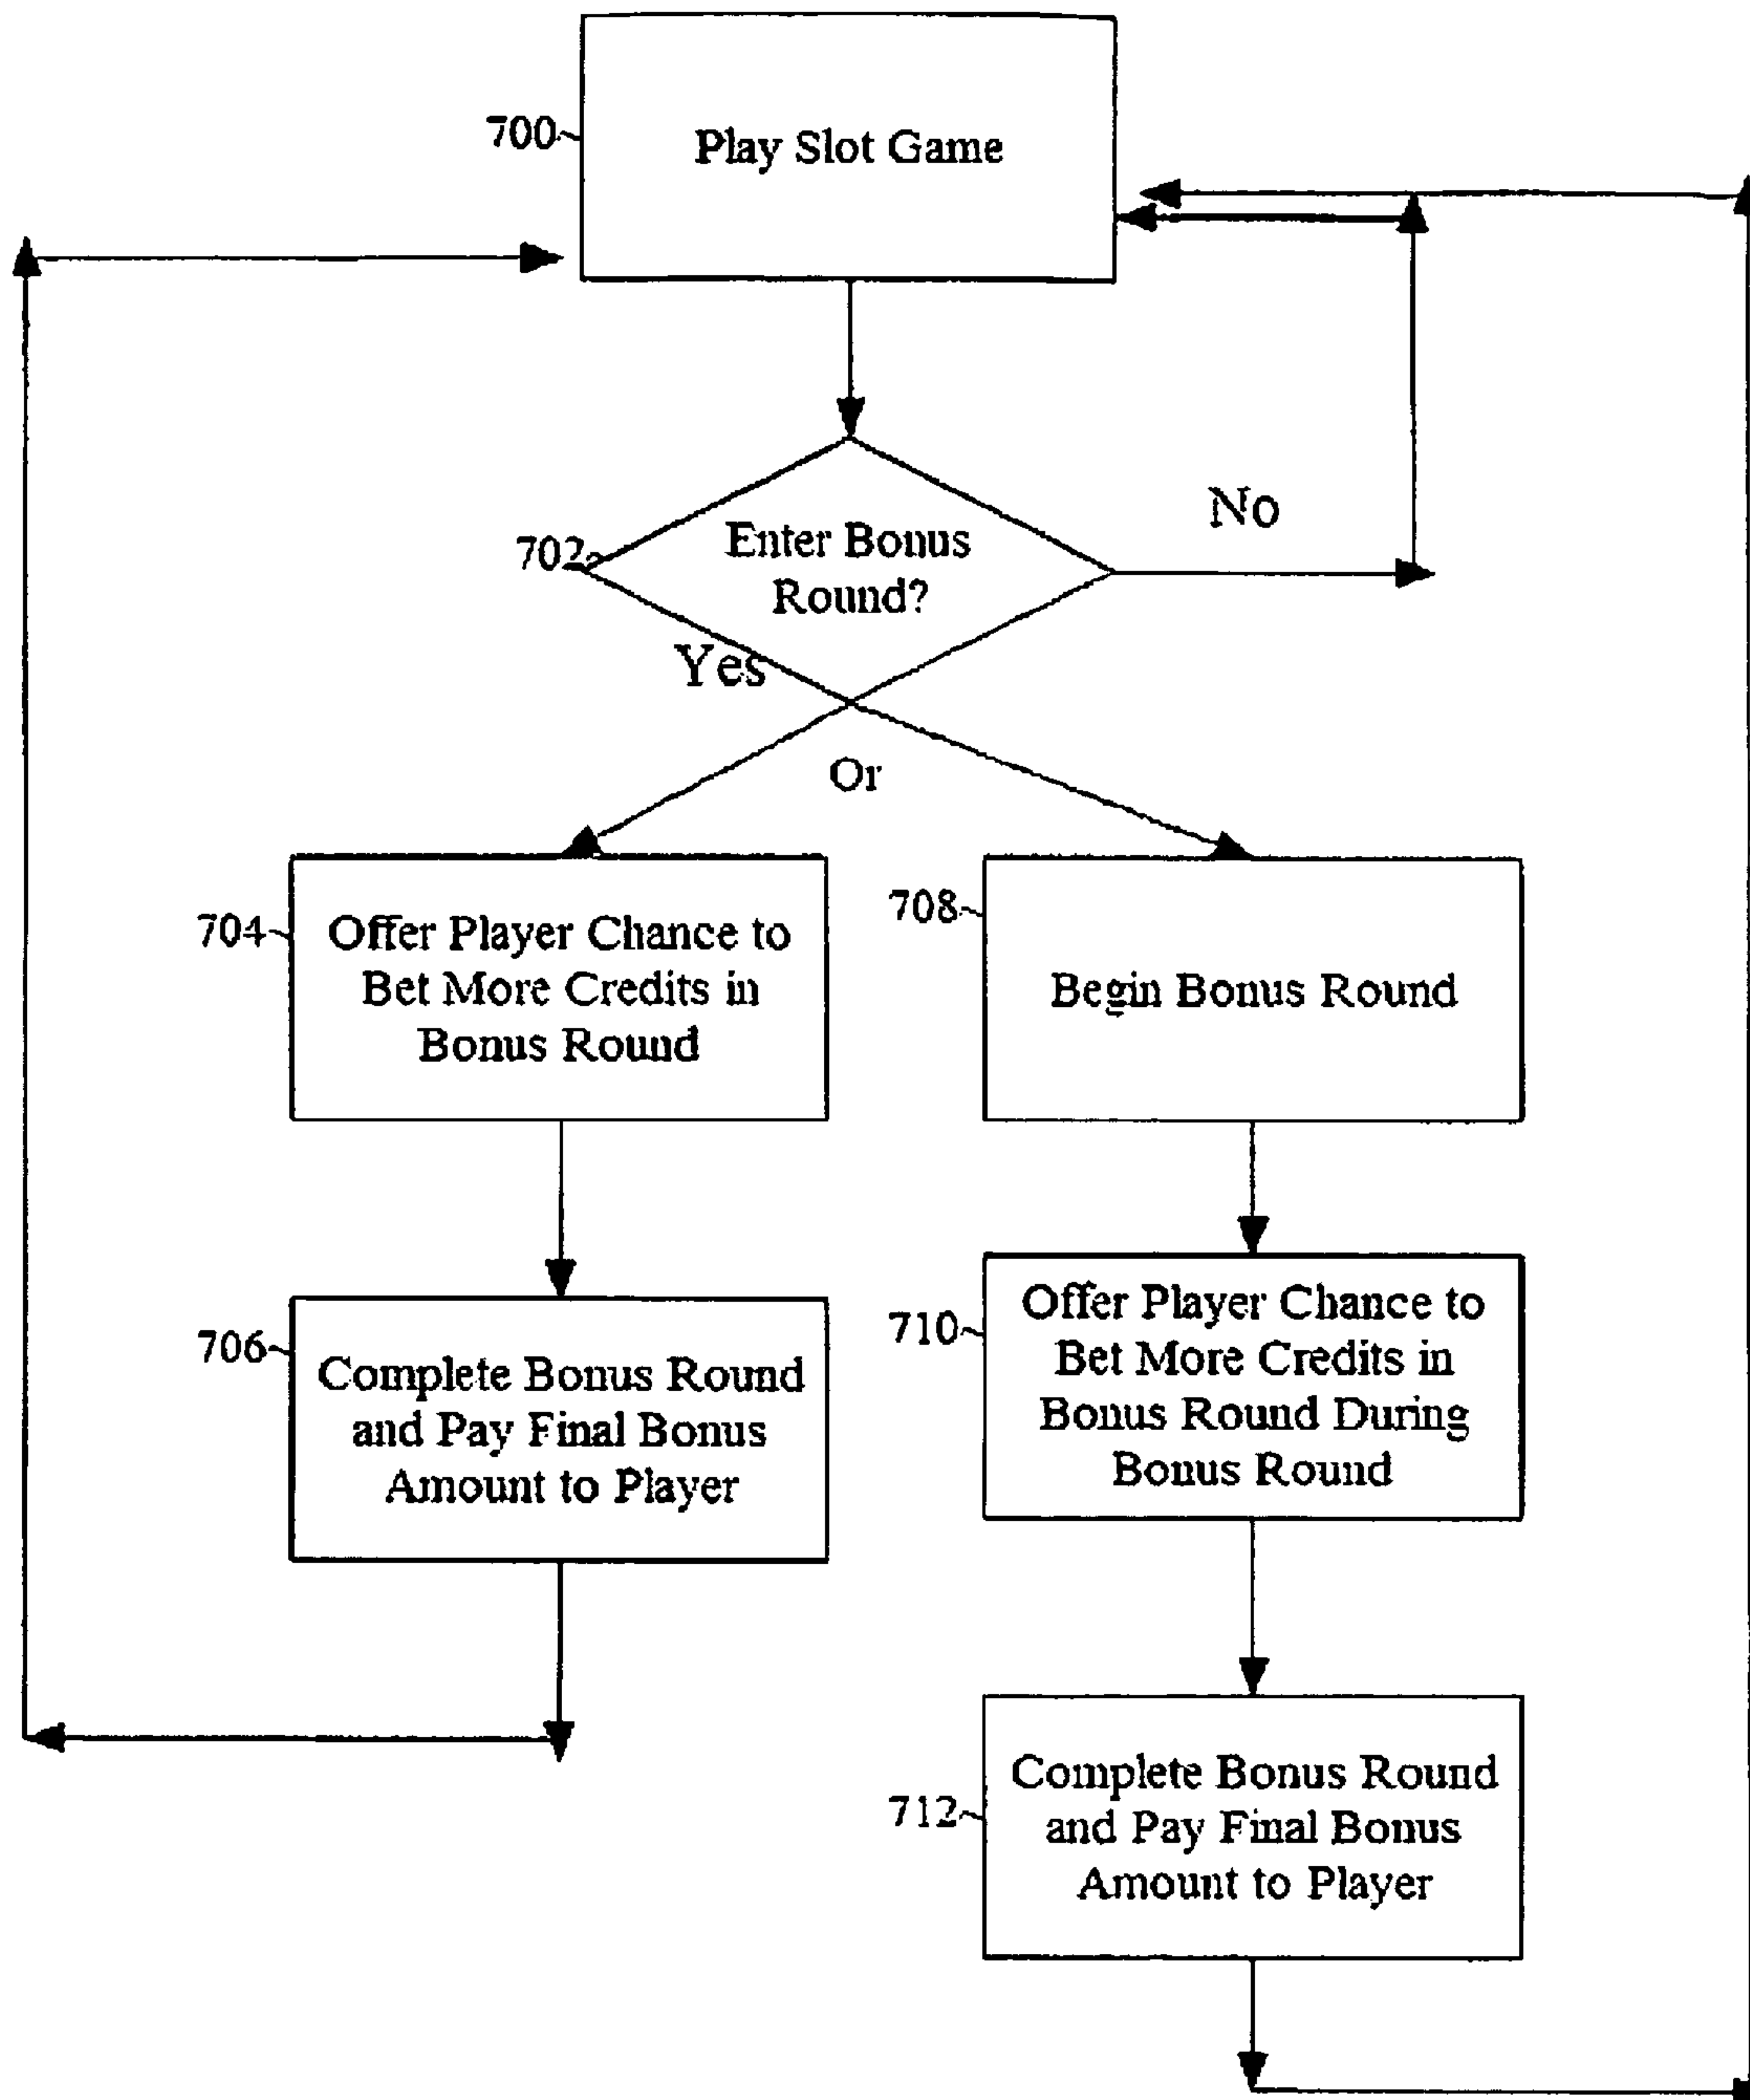 700
Play Slot Game
702
Enter Bonus
Round?
No
Yes
Or
704
Offer Player Chance to
Bet More Credits in
Bonus Round
708
Begin Bonus Round
706
Complete Bonus Round
and Pay Final Bonus
Amount to Player
710
Offer Player Chance to
Bet More Credits in
Bonus Round During
Bonus Round
712
Complete Bonus Round
and Pay Final Bonus
Amount to Player